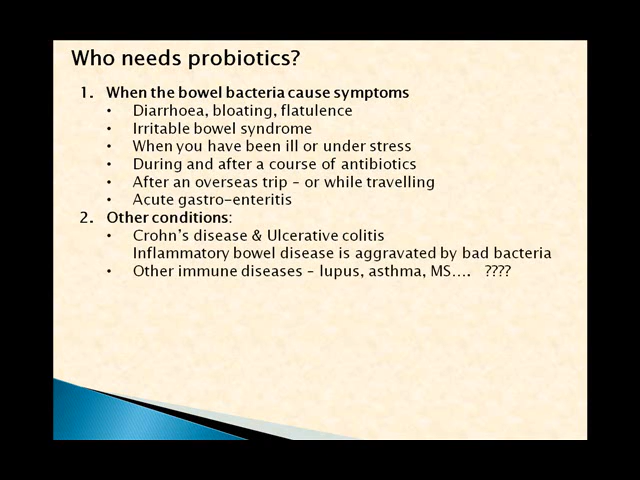 Who needs probiotics?
1. When the bowel bacteria cause symptoms
• Diarrhoea, bloating, flatulence
• Irritable bowel syndrome
• When you have been ill or under stress
• During and after a course of antibiotics
• After an overseas trip – or while travelling
• Acute gastro-enteritis
2. Other conditions:
• Crohn's disease & Ulcerative colitis
Inflammatory bowel disease is aggravated by bad bacteria
• Other immune diseases – lupus, asthma, MS.... ????